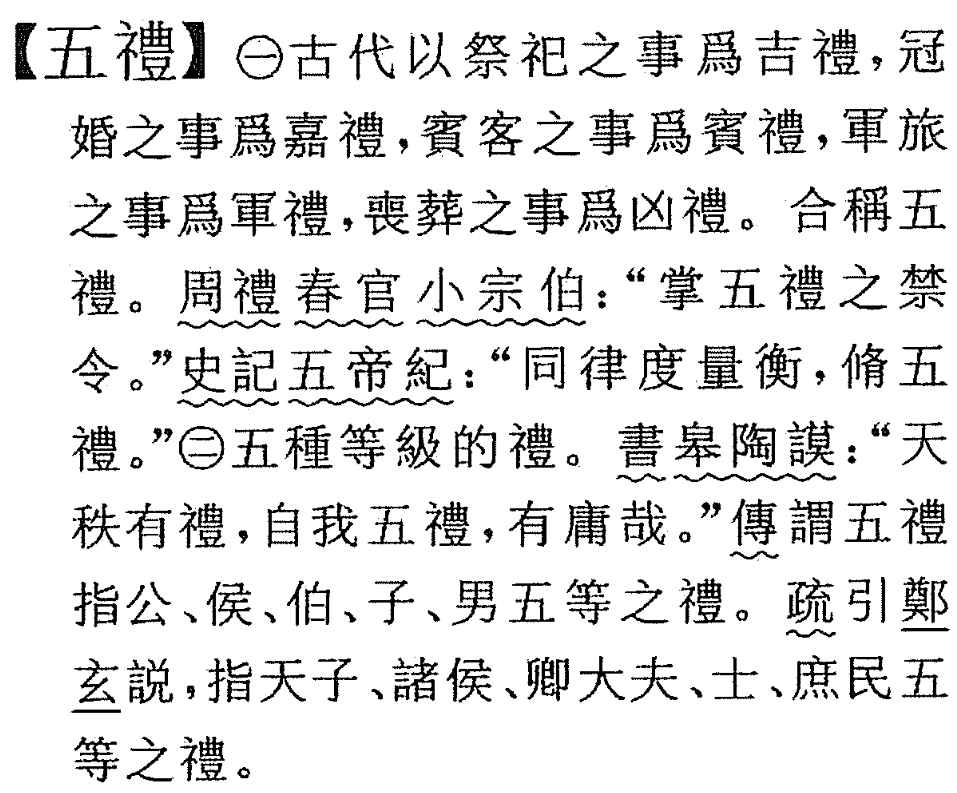 【五禮】㊀古代以祭祀之事爲吉禮，冠
婚之事爲嘉禮，賓客之事爲賓禮，軍旅
之事爲軍禮，喪葬之事爲凶禮。合稱五
禮。周禮春官小宗伯：“掌五禮之禁
令。”史記五帝紀：“同律度量衡，脩五
禮。”㊁五種等級的禮。書皋陶謨：“天
秩有禮，自我五禮，有庸哉。”傳謂五禮
指公、侯、伯、子、男五等之禮。疏引鄭
玄説，指天子、諸侯、卿大夫、士、庶民五
等之禮。